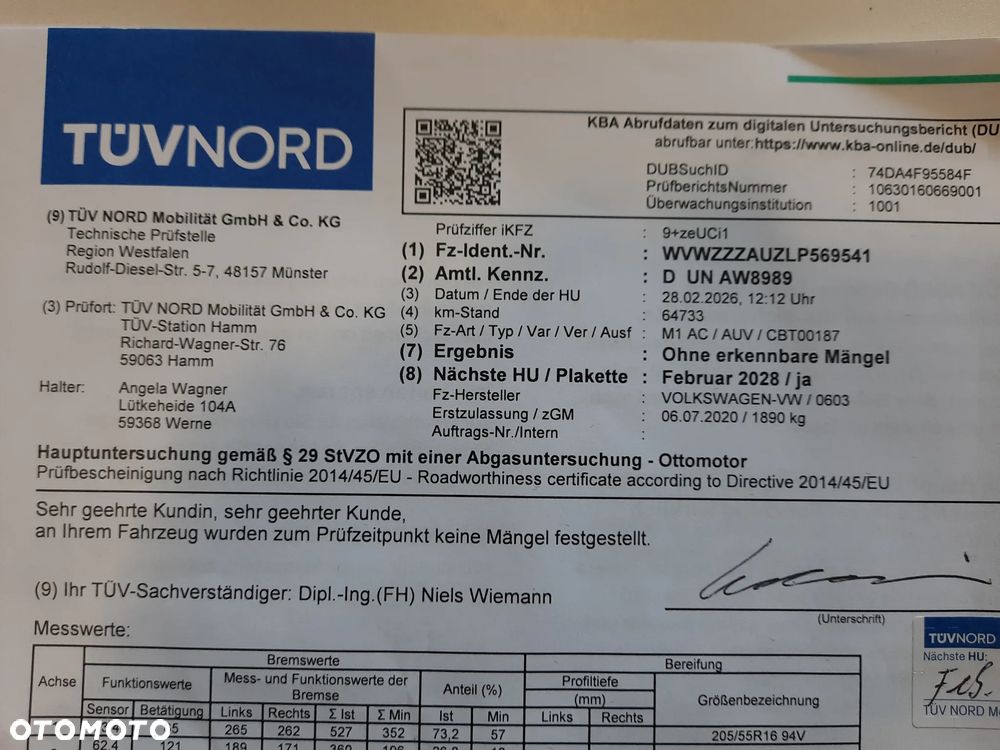 TÜVNORD
KBA Abrufdaten zum digitalen Untersuchungsbericht (DU
abrufbar unter:https://www.kba-online.de/dub/
DUBSuchID : 74DA4F95584F
PrüfberichtsNummer : 10630160669001
Überwachungsinstitution : 1001
(9) TÜV NORD Mobilität GmbH & Co. KG
Technische Prüfstelle
Region Westfalen
Rudolf-Diesel-Str. 5-7, 48157 Münster
(3) Prüfort: TÜV NORD Mobilität GmbH & Co. KG
TÜV-Station Hamm
Richard-Wagner-Str. 76
59063 Hamm
Halter: Angela Wagner
Lütkeheide 104A
59368 Werne
Prüfziffer iKFZ : 9+zeUCi1
(1) Fz-Ident.-Nr. : WVWZZZAUZLP569541
(2) Amtl. Kennz. : D UN AW8989
(3) Datum / Ende der HU : 28.02.2026, 12:12 Uhr
(4) km-Stand : 64733
(5) Fz-Art / Typ / Var / Ver / Ausf : M1 AC / AUV / CBT00187
(7) Ergebnis : Ohne erkennbare Mängel
(8) Nächste HU / Plakette : Februar 2028 / ja
Fz-Hersteller : VOLKSWAGEN-VW / 0603
Erstzulassung / zGM : 06.07.2020 / 1890 kg
Auftrags-Nr./Intern :
Hauptuntersuchung gemäß § 29 StVZO mit einer Abgasuntersuchung - Ottomotor
Prüfbescheinigung nach Richtlinie 2014/45/EU - Roadworthiness certificate according to Directive 2014/45/EU
Sehr geehrte Kundin, sehr geehrter Kunde,
an Ihrem Fahrzeug wurden zum Prüfzeitpunkt keine Mängel festgestellt.
(9) Ihr TÜV-Sachverständiger: Dipl.-Ing.(FH) Niels Wiemann
(Unterschrift)
TÜVNORD
Nächste HU:
Feb.
TÜV NORD M
Messwerte:
Achse
Bremswerte
Bereifung
Funktionswerte
Mess- und Funktionswerte der
Bremse
Anteil (%)
Profiltiefe
(mm)
Größenbezeichnung
Sensor Betätigung Links Rechts Σ Ist Σ Min Ist Min Links Rechts
265 262 527 352 73,2 57 205/55R16 94V
62,4 121 189 171 360
OTOMOTO